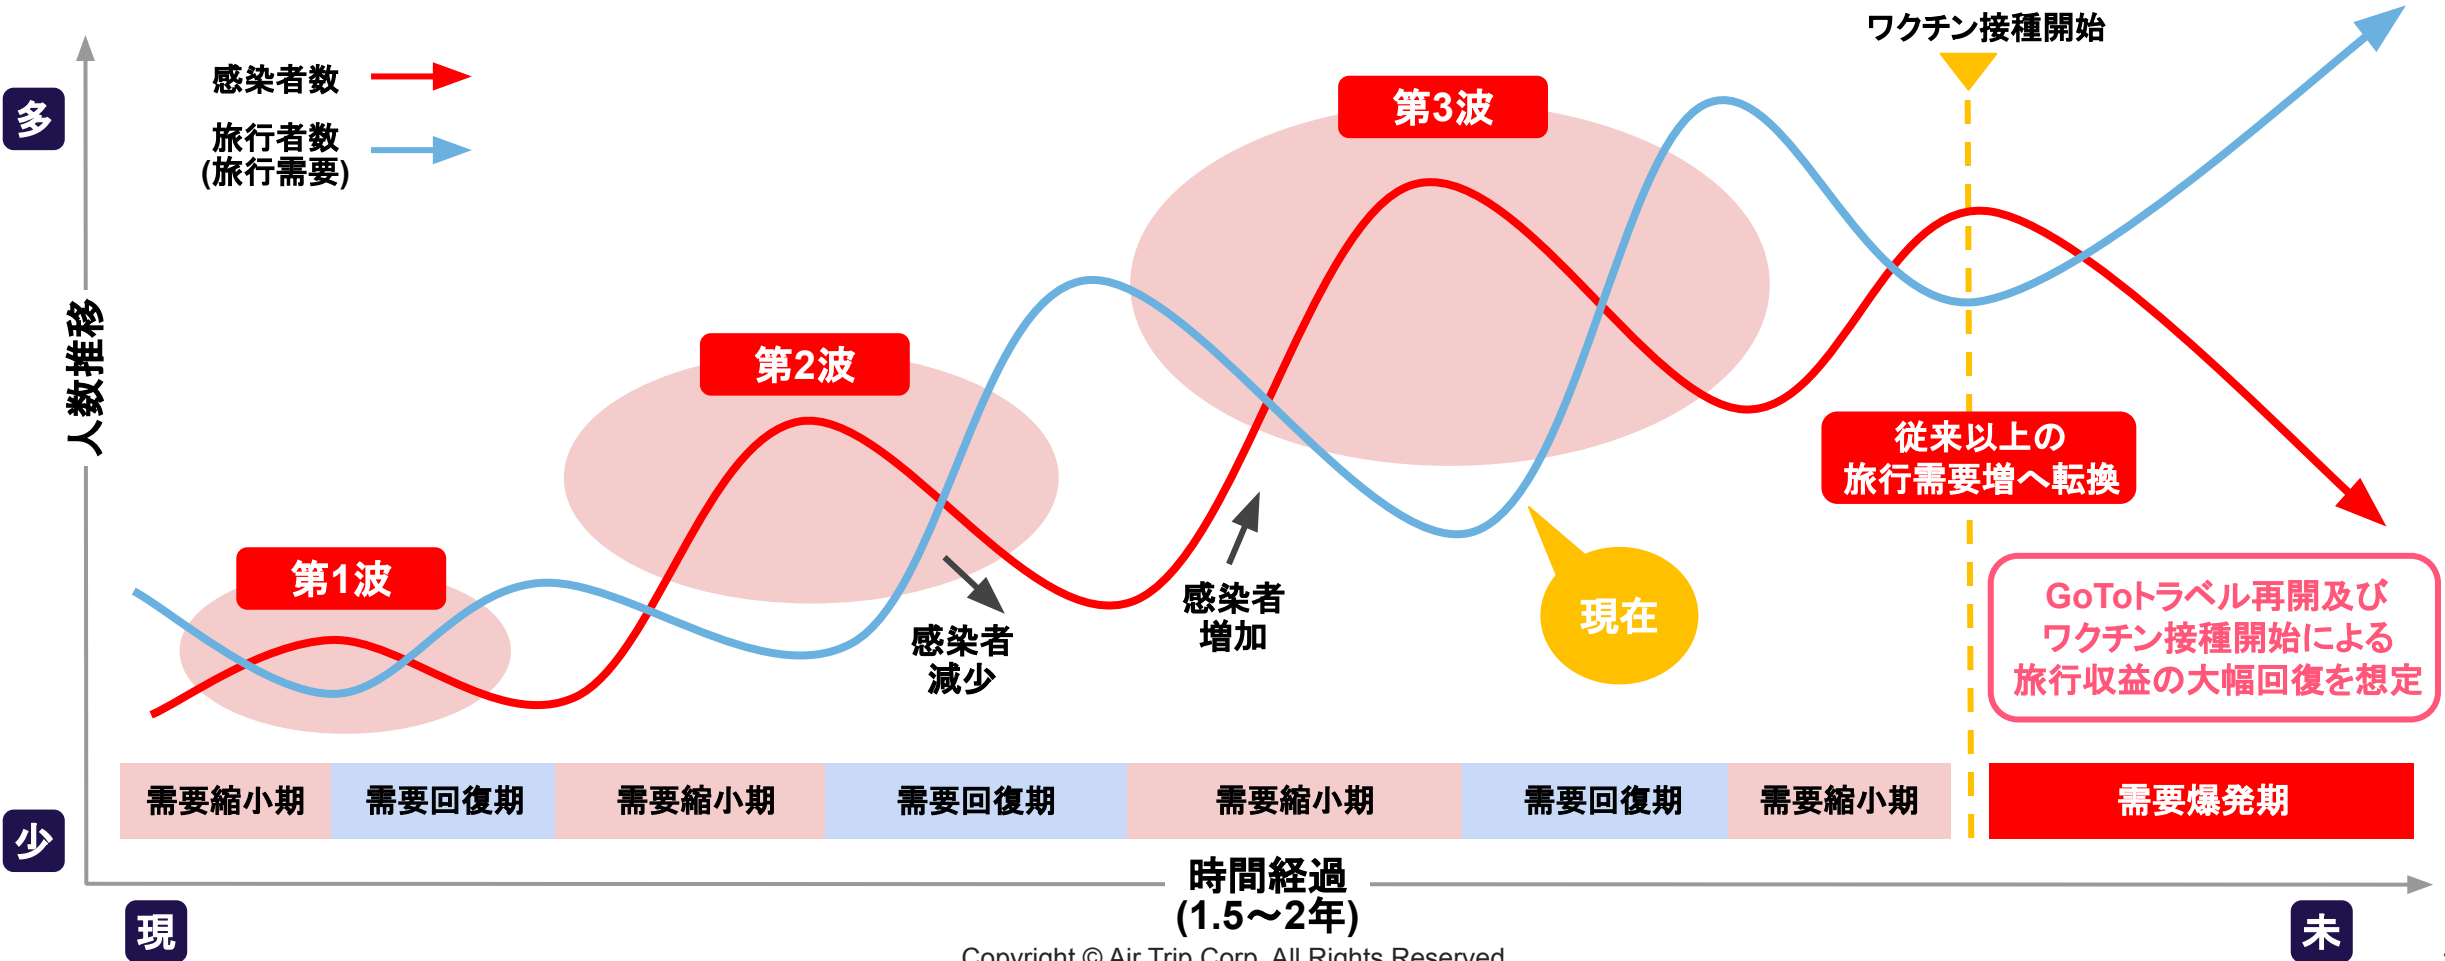 ワクチン接種開始
多
感染者数
旅行者数
(旅行需要)
第3波
人数推移
第2波
従来以上の
旅行需要増へ転換
第1波
感染者
増加
現在
感染者
減少
GoToトラベル再開及び
ワクチン接種開始による
旅行収益の大幅回復を想定
需要縮小期 需要回復期 需要縮小期 需要回復期 需要縮小期 需要回復期 需要縮小期 需要爆発期
少
時間経過
(1.5～2年)
現
未
Copyright © Air Trip Corp. All Rights Reserved